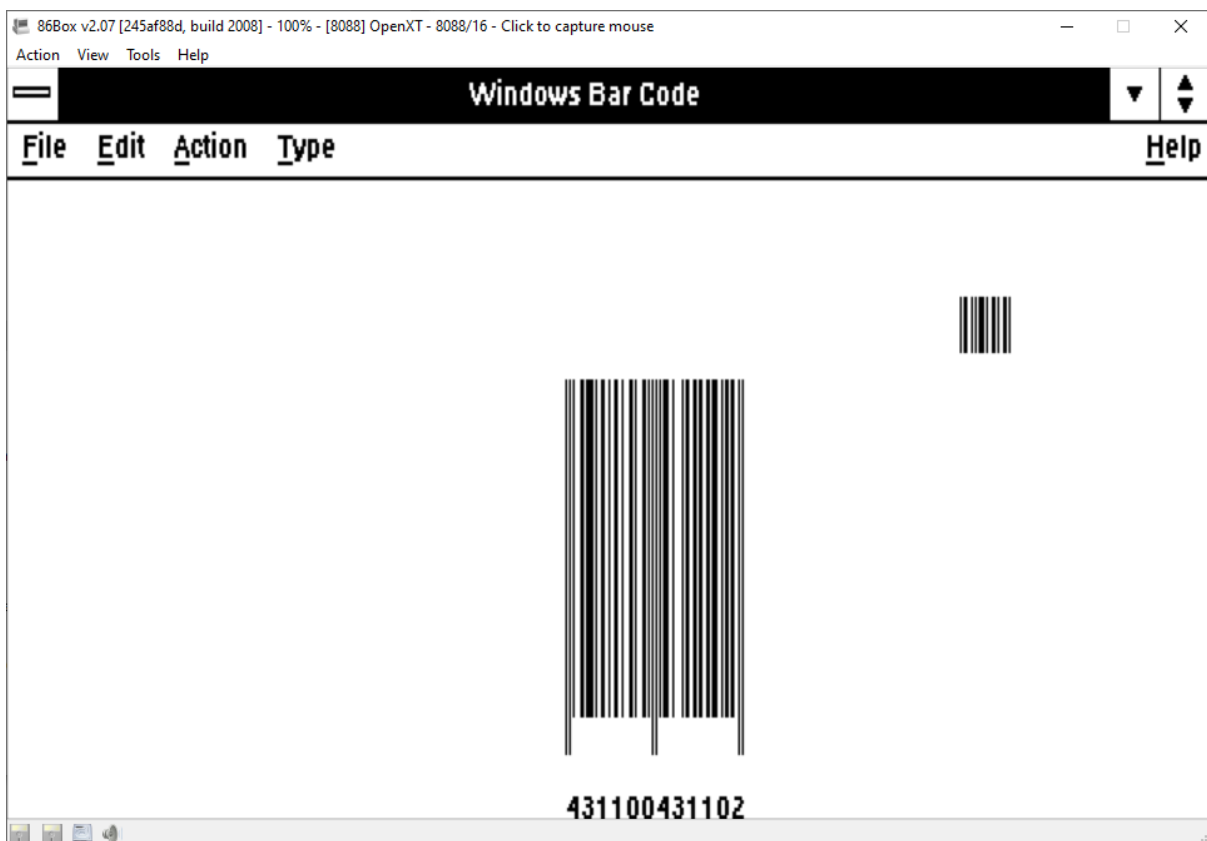 86Box v2.07 [245af88d, build 2008] - 100% - [8088] OpenXT - 8088/16 - Click to capture mouse
Action View Tools Help
Windows Bar Code
File Edit Action Type Help
431100431102